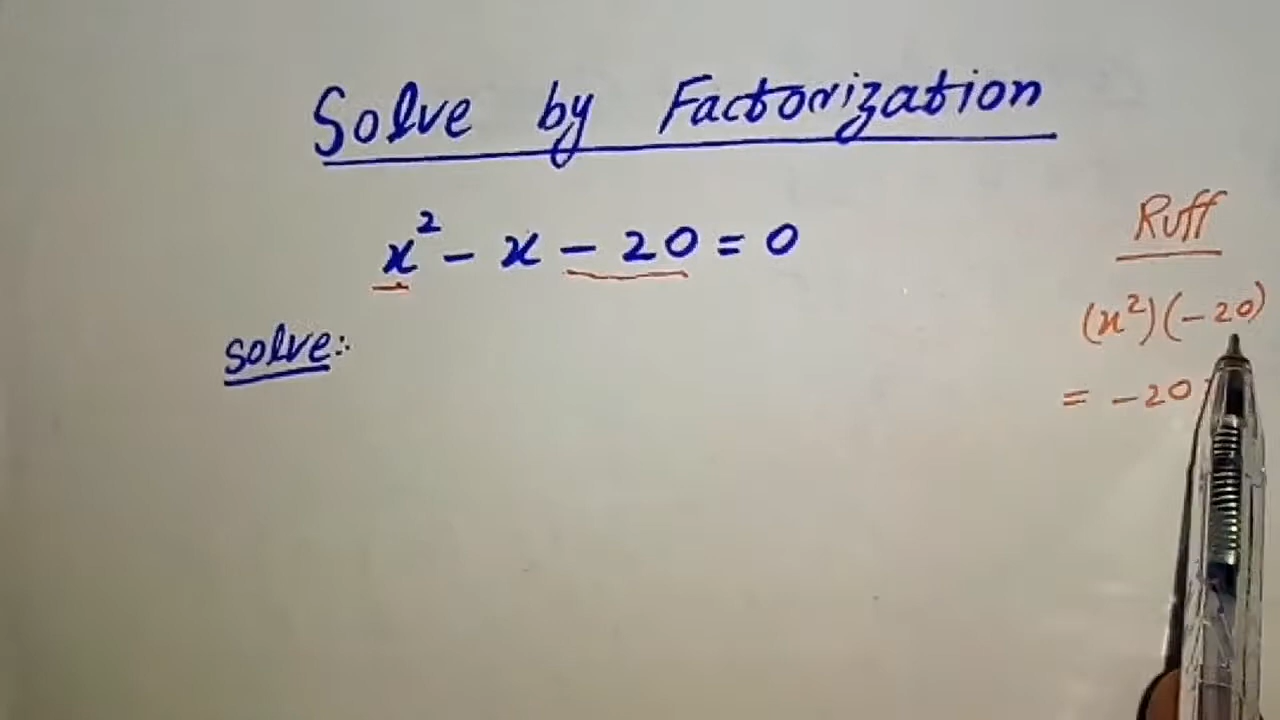 Solve by Factorization
x² - x - 20 = 0
solve:
Ruff
(x²)(-20)
= -20